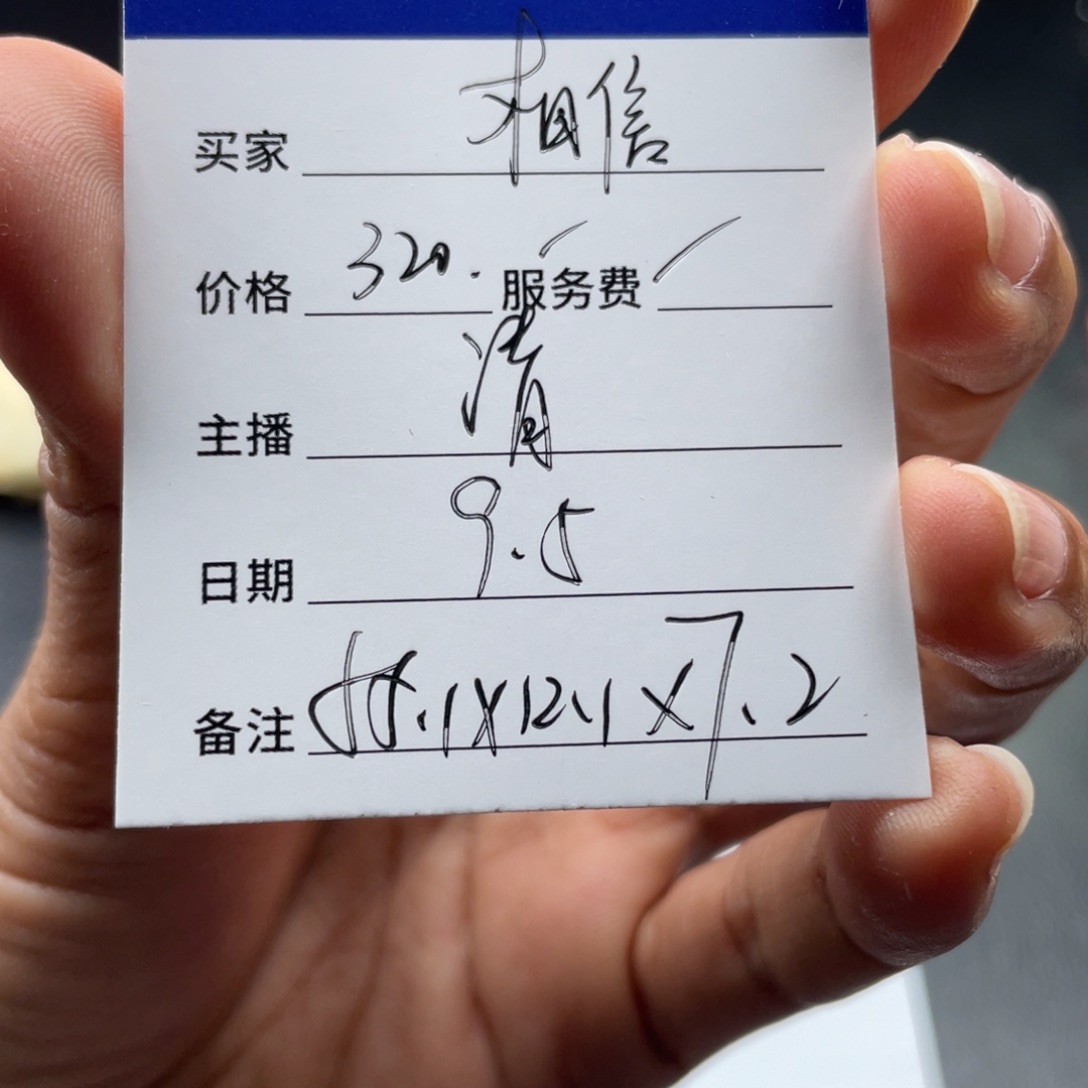 买家 相信
价格 320. 服务费 /
主播 清
日期 9.5
备注 55.1X12.1X7.2